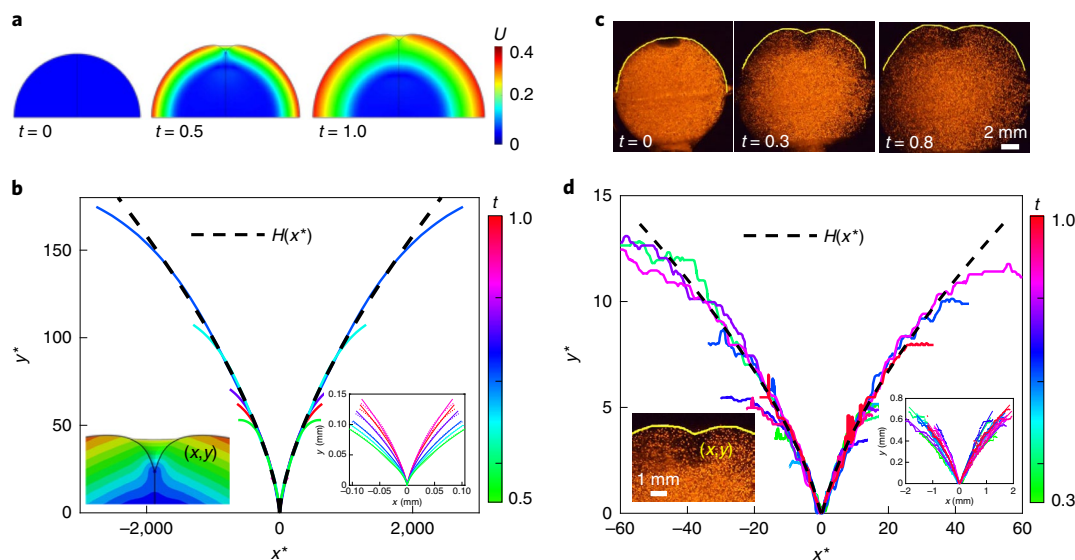 a
U
0.4
0.2
0
t = 0
t = 0.5
t = 1.0
c
t = 0
t = 0.3
t = 0.8
2 mm
b
150
100
50
0
y*
–2,000
0
2,000
x*
H(x*)
(x,y)
0.15
0.10
0.05
0
y (mm)
–0.10
–0.05
0
0.05
0.10
x (mm)
t
1.0
0.5
d
15
10
5
0
y*
–60
–40
–20
0
20
40
60
x*
H(x*)
(x,y)
1 mm
0.8
0.6
0.4
0.2
0
y (mm)
–2
–1
0
1
2
x (mm)
t
1.0
0.3